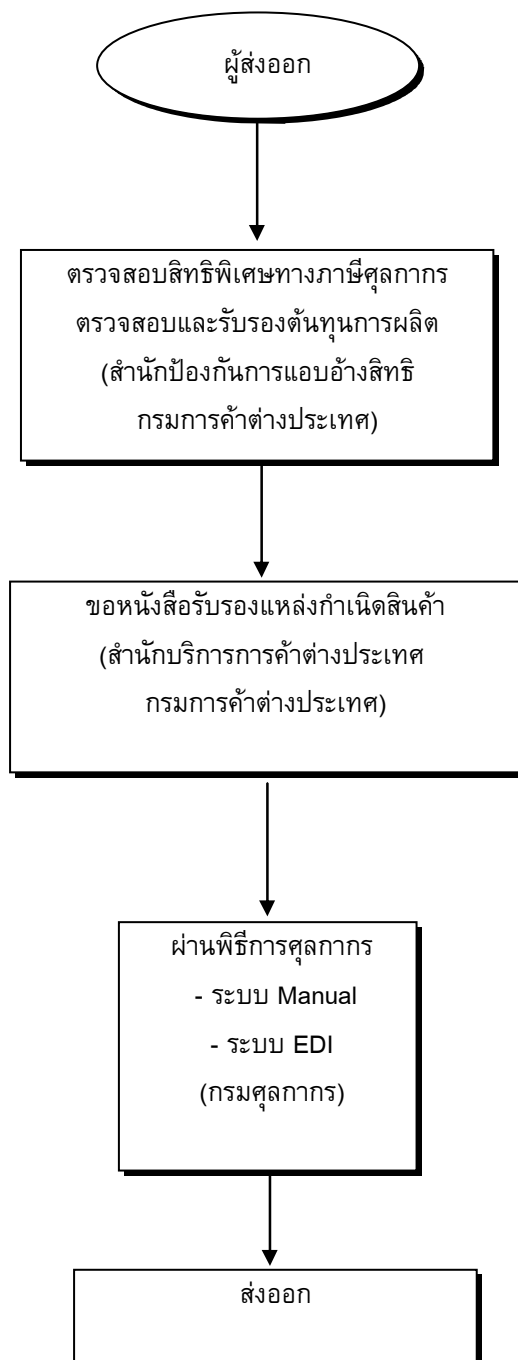 ผู้ส่งออก
ตรวจสอบสิทธิพิเศษทางภาษีศุลกากร
ตรวจสอบและรับรองต้นทุนการผลิต
(สำนักป้องกันการแอบอ้างสิทธิ
กรมการค้าต่างประเทศ)
ขอหนังสือรับรองแหล่งกำเนิดสินค้า
(สำนักบริการการค้าต่างประเทศ
กรมการค้าต่างประเทศ)
ผ่านพิธีการศุลกากร
- ระบบ Manual
- ระบบ EDI
(กรมศุลกากร)
ส่งออก